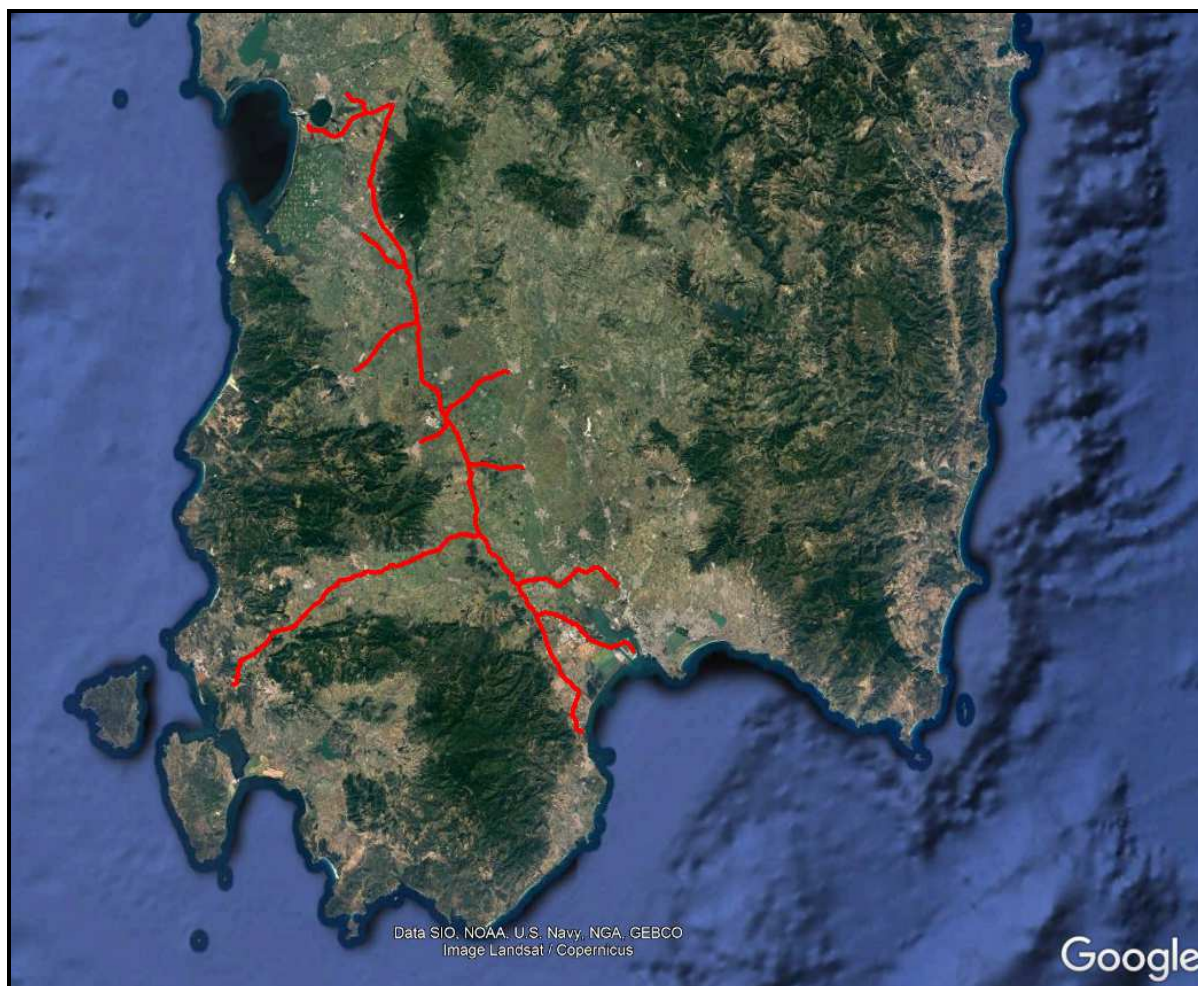 Data SIO, NOAA, U.S. Navy, NGA, GEBCO
Image Landsat / Copernicus
Google